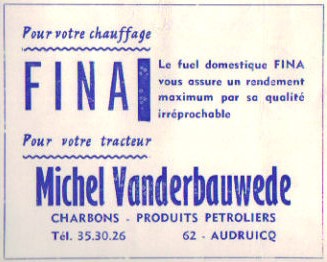 Pour votre chauffage
FINA
Le fuel domestique FINA
vous assure un rendement
maximum par sa qualité
irréprochable
Pour votre tracteur
Michel Vanderbauwede
CHARBONS - PRODUITS PETROLIERS
Tél. 35.30.26 62 - AUDRUICQ